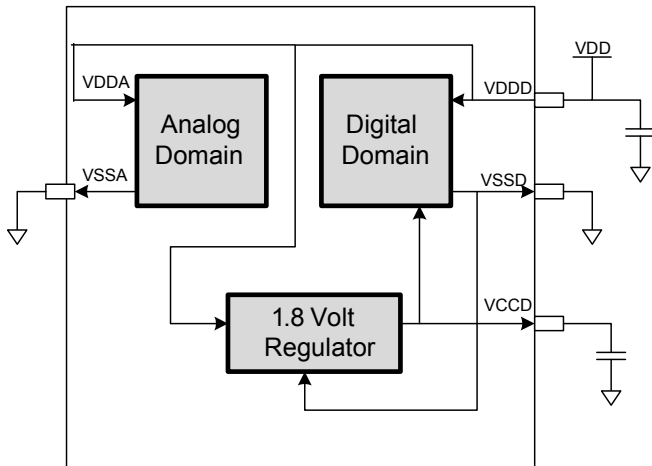 VDD
VDDA
VDDD
Analog
Domain
Digital
Domain
VSSA
VSSD
1.8 Volt
Regulator
VCCD